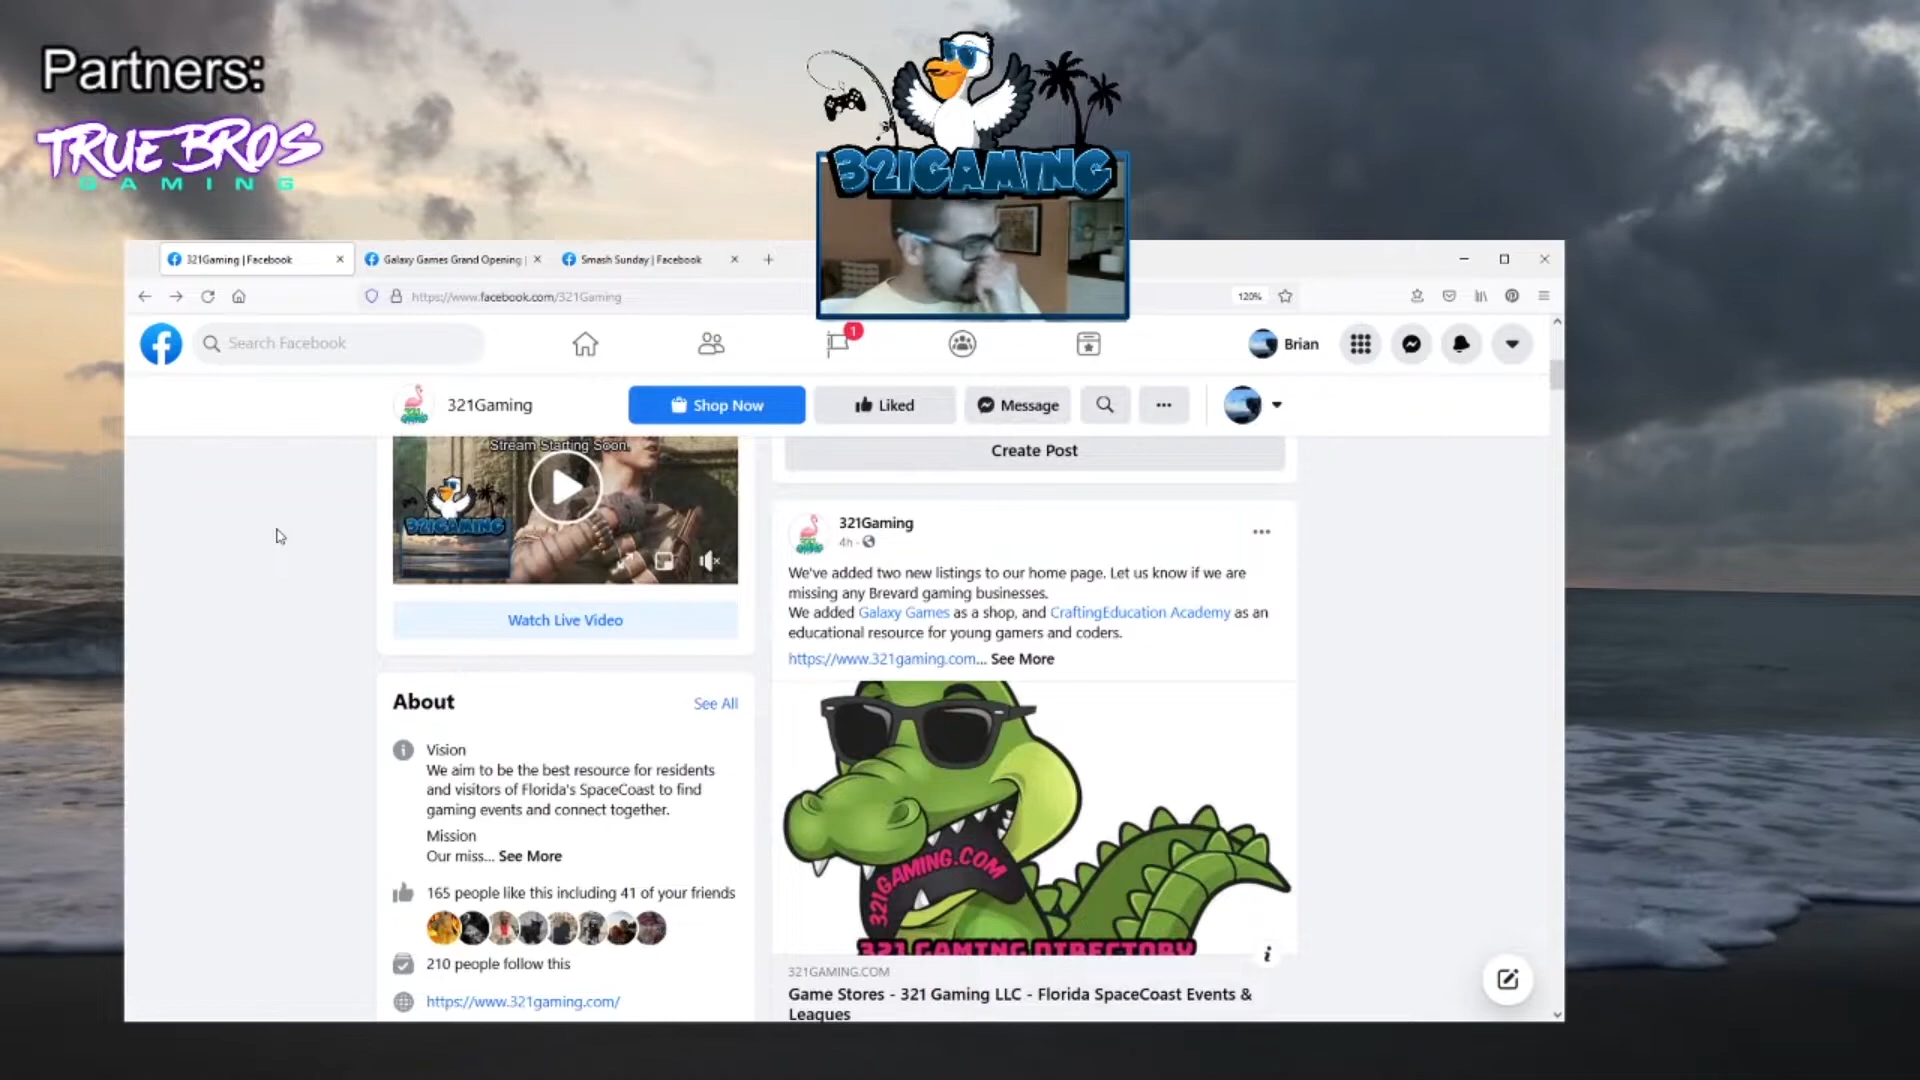 Partners:
TRUE BROS
GAMING
321GAMING
321Gaming | Facebook
Galaxy Games Grand Opening |
Smash Sunday | Facebook
https://www.facebook.com/321Gaming
120%
Search Facebook
1
Brian
321Gaming
Shop Now
Liked
Message
Stream Starting Soon.
321GAMING
Watch Live Video
Create Post
321Gaming
4h ·
We've added two new listings to our home page. Let us know if we are
missing any Brevard gaming businesses.
We added Galaxy Games as a shop, and CraftingEducation Academy as an
educational resource for young gamers and coders.
https://www.321gaming.com... See More
321GAMING.COM
321 GAMING DIRECTORY
321GAMING.COM
Game Stores - 321 Gaming LLC - Florida SpaceCoast Events &
Leagues
About
See All
Vision
We aim to be the best resource for residents
and visitors of Florida's SpaceCoast to find
gaming events and connect together.
Mission
Our miss... See More
165 people like this including 41 of your friends
210 people follow this
https://www.321gaming.com/